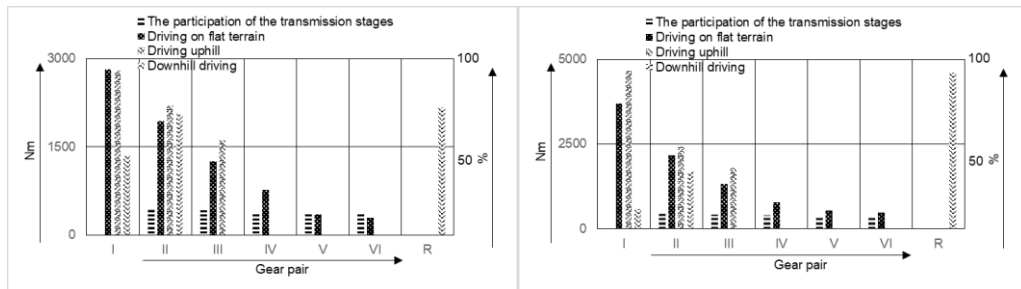 The participation of the transmission stages
Driving on flat terrain
Driving uphill
Downhill driving
3000
1500
0
Nm
100
50
%
I II III IV V VI R
Gear pair
The participation of the transmission stages
Driving on flat terrain
Driving uphill
Downhill driving
5000
2500
0
Nm
100
50
%
I II III IV V VI R
Gear pair